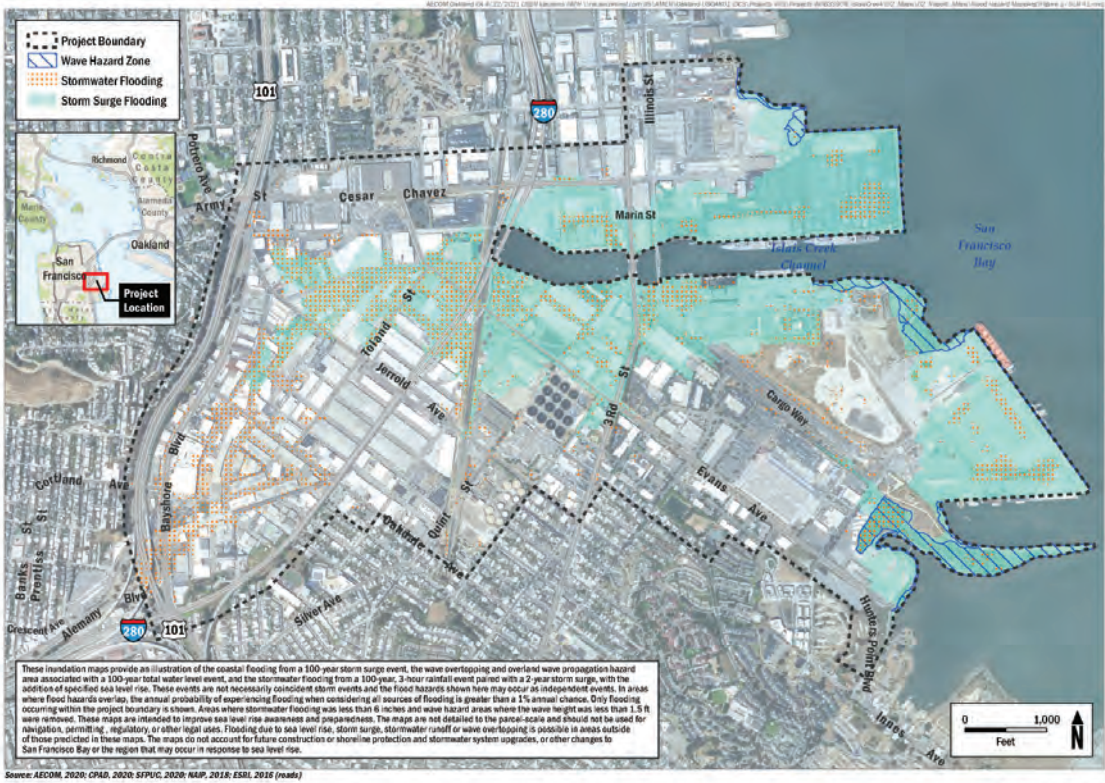 Project Boundary
Wave Hazard Zone
Stormwater Flooding
Storm Surge Flooding
Richmond
Contra
Costa
County
Marin
County
Alameda
County
Oakland
San
Francisco
Project
Location
101
280
Illinois St
Potrero Ave
Army
St
Cesar
Chavez
Marin St
Islais Creek
Channel
San
Francisco
Bay
Toland
St
Jerrold
Ave
3Rd
St
Cargo Way
Evans
Ave
Bayshore
Blvd
Cortland
Ave
Banks
St
Prentiss
St
Quint
St
Oakdale
Ave
Silver Ave
Crescent Ave
Alemany
Blvd
280
101
Hunters Point Blvd
Innes
Ave
These inundation maps provide an illustration of the coastal flooding from a 100-year storm surge event, the wave overtopping and overland wave propagation hazard
area associated with a 100-year total water level event, and the stormwater flooding from a 100-year, 3-hour rainfall event paired with a 2-year storm surge, with the
addition of specified sea level rise. These events are not necessarily coincident storm events and the flood hazards shown here may occur as independent events. In areas
where flood hazards overlap, the annual probability of experiencing flooding when considering all sources of flooding is greater than a 1% annual chance. Only flooding
occurring within the project boundary is shown. Areas where stormwater flooding was less than 6 inches and wave hazard areas where the wave height was less than 1.5 ft
were removed. These maps are intended to improve sea level rise awareness and preparedness. The maps are not detailed to the parcel-scale and should not be used for
navigation, permitting , regulatory, or other legal uses. Flooding due to sea level rise, storm surge, stormwater runoff or wave overtopping is possible in areas outside
those predicted in these maps. The maps do not account for future construction or shoreline protection and stormwater system upgrades, or other changes to
San Francisco Bay or the region that may occur in response to sea level rise.
0 1,000
Feet
N
Source: AECOM, 2020; CPAD, 2020; SFPUC, 2020; NAIP, 2018; ESRI, 2016 (roads)